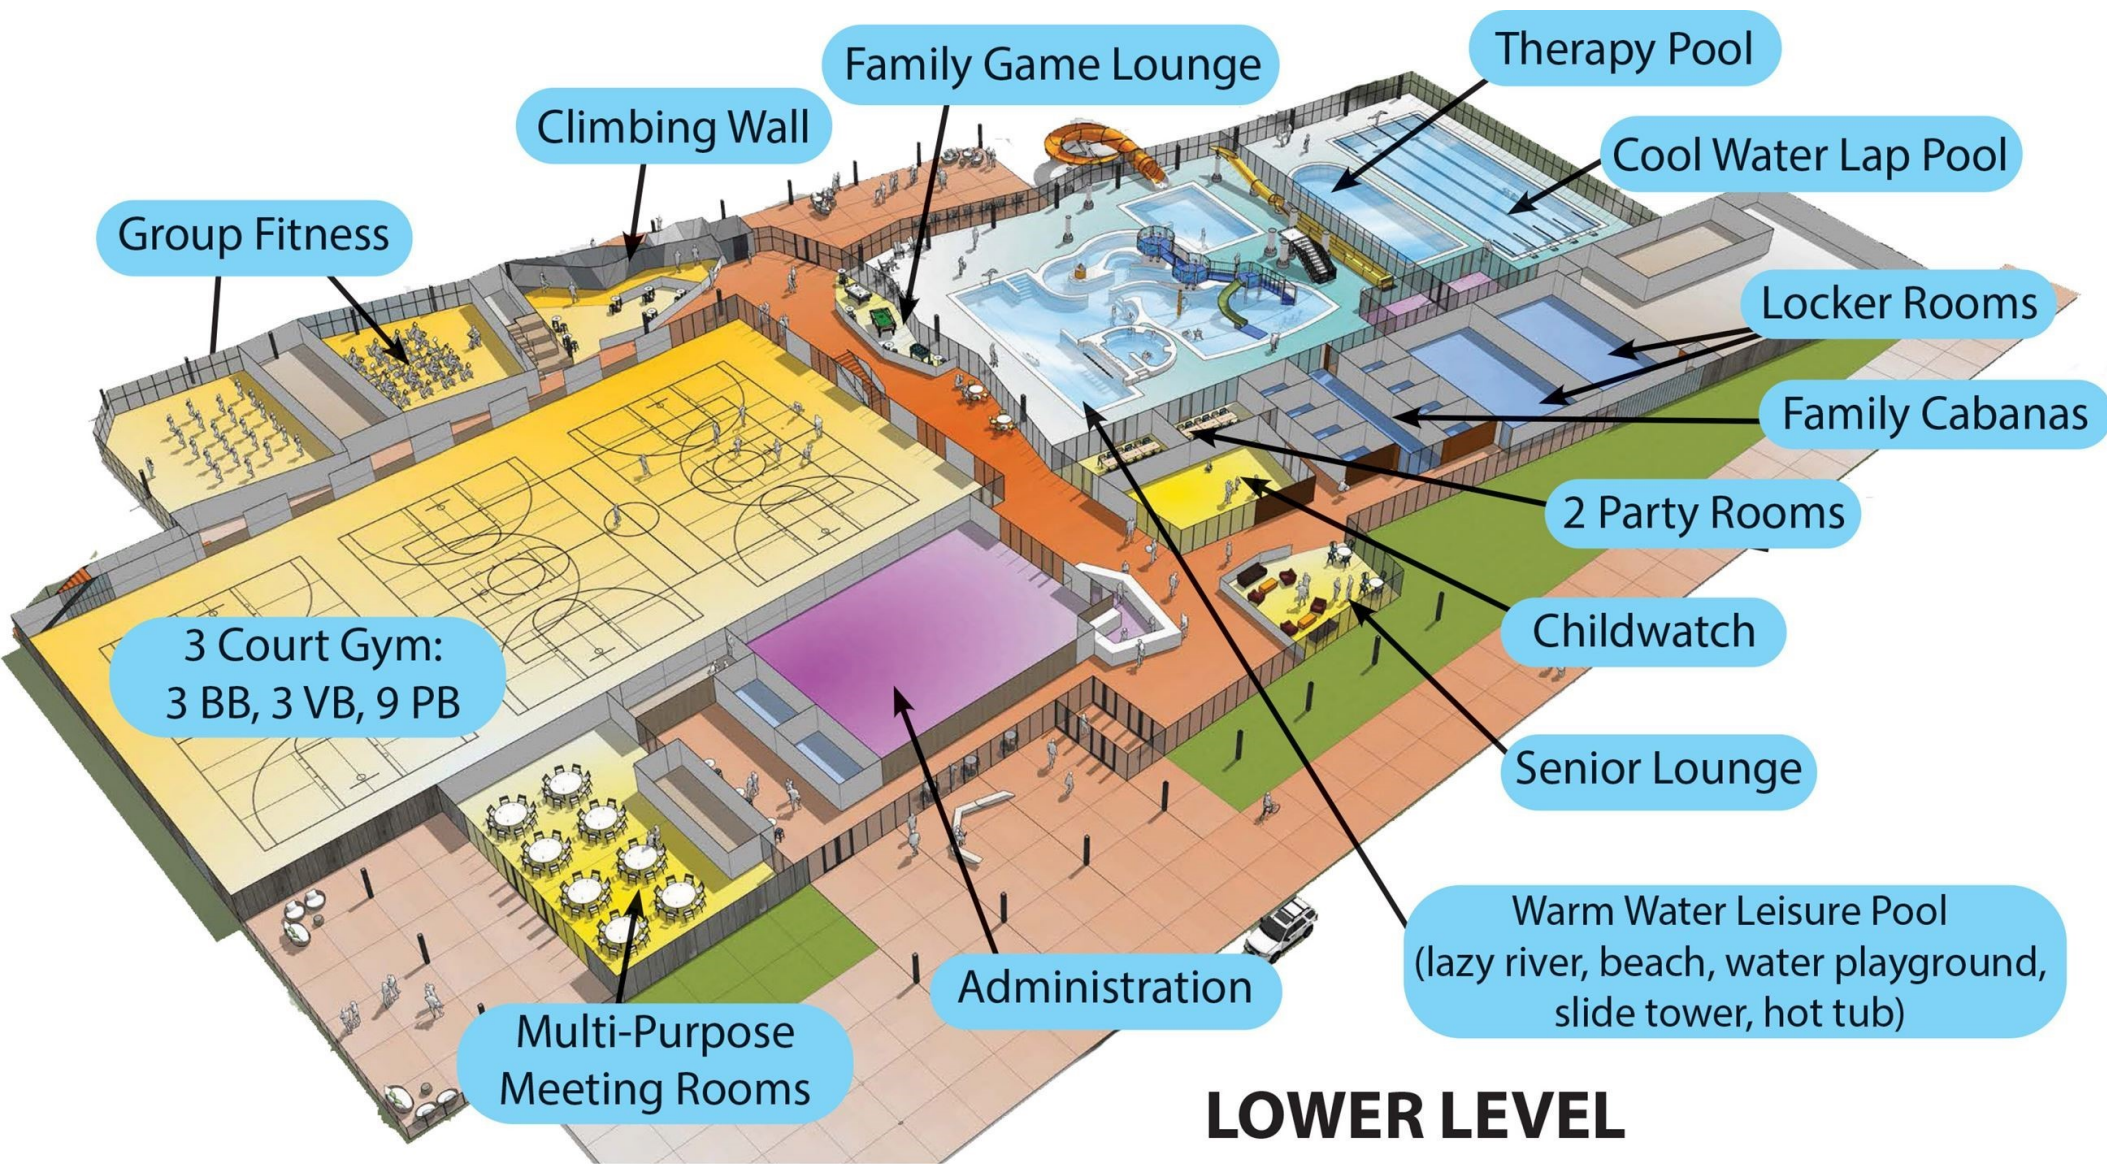 Family Game Lounge
Therapy Pool
Climbing Wall
Cool Water Lap Pool
Group Fitness
Locker Rooms
Family Cabanas
2 Party Rooms
3 Court Gym:
3 BB, 3 VB, 9 PB
Childwatch
Senior Lounge
Warm Water Leisure Pool
(lazy river, beach, water playground,
slide tower, hot tub)
Administration
Multi-Purpose
Meeting Rooms
LOWER LEVEL